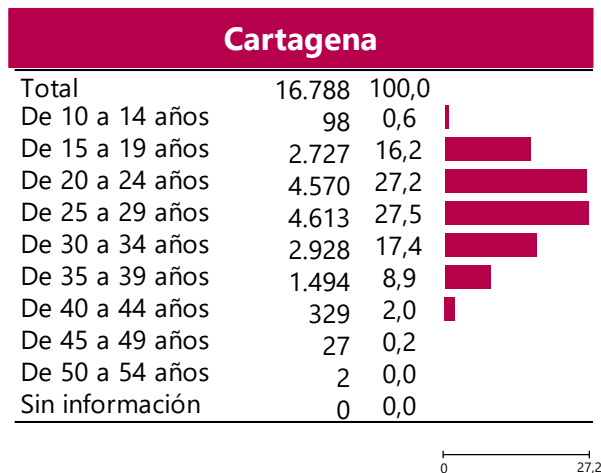 Cartagena
Total 16.788 100,0
De 10 a 14 años 98 0,6
De 15 a 19 años 2.727 16,2
De 20 a 24 años 4.570 27,2
De 25 a 29 años 4.613 27,5
De 30 a 34 años 2.928 17,4
De 35 a 39 años 1.494 8,9
De 40 a 44 años 329 2,0
De 45 a 49 años 27 0,2
De 50 a 54 años 2 0,0
Sin información 0 0,0
0 27,2